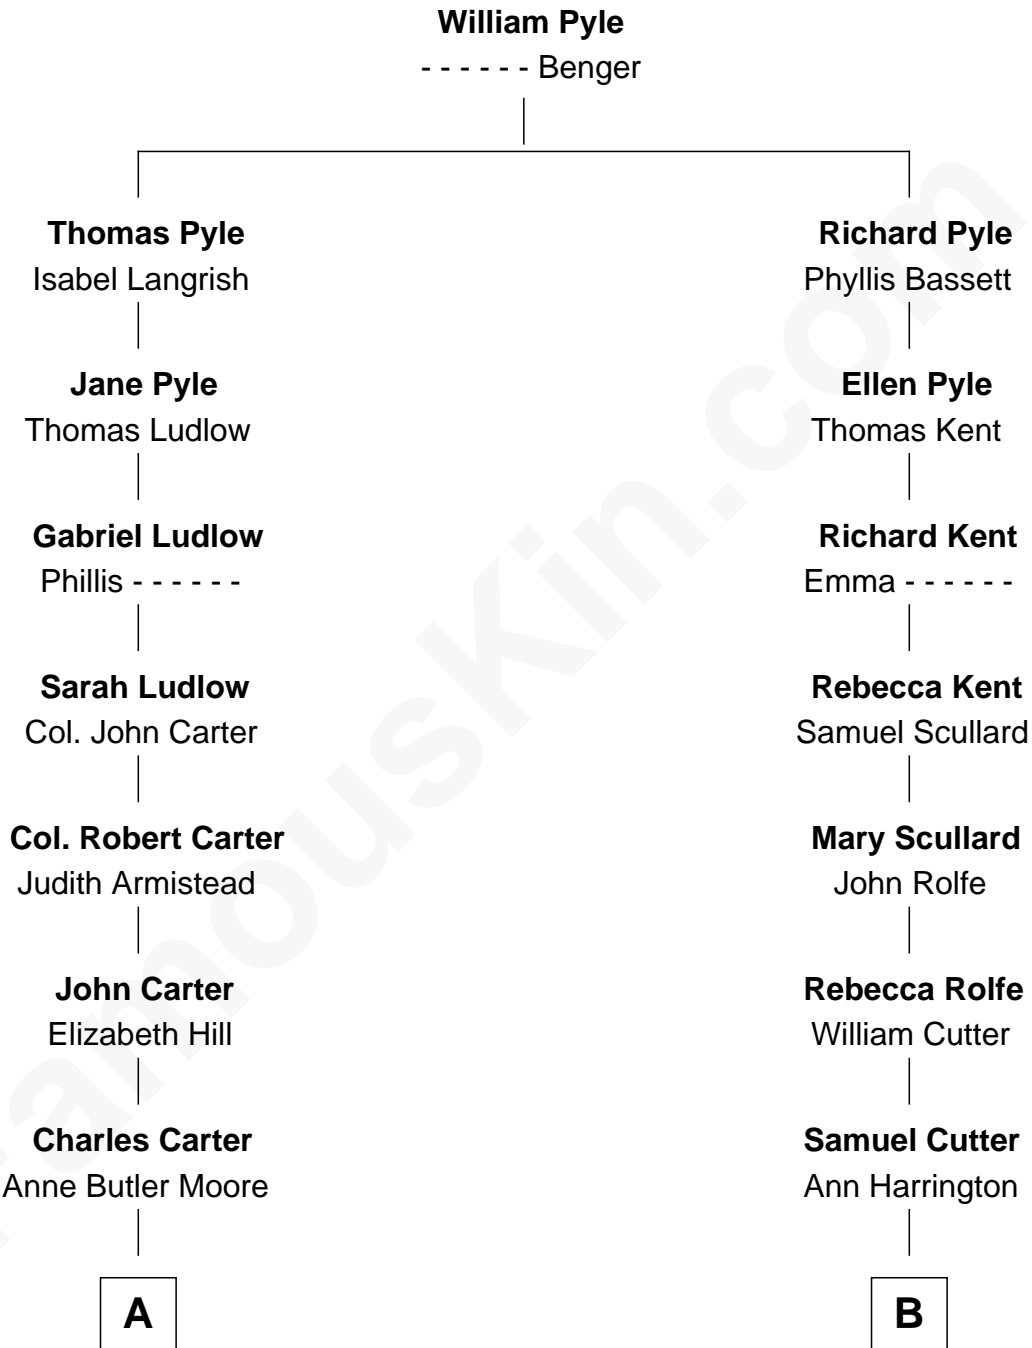 William Pyle
- - - - - - Benger
Thomas Pyle
Isabel Langrish
Richard Pyle
Phyllis Bassett
Jane Pyle
Thomas Ludlow
Ellen Pyle
Thomas Kent
Gabriel Ludlow
Phillis - - - - - -
Richard Kent
Emma - - - - - -
Sarah Ludlow
Col. John Carter
Rebecca Kent
Samuel Scullard
Col. Robert Carter
Judith Armistead
Mary Scullard
John Rolfe
John Carter
Elizabeth Hill
Rebecca Rolfe
William Cutter
Charles Carter
Anne Butler Moore
Samuel Cutter
Ann Harrington
A
B
FamousKin.com